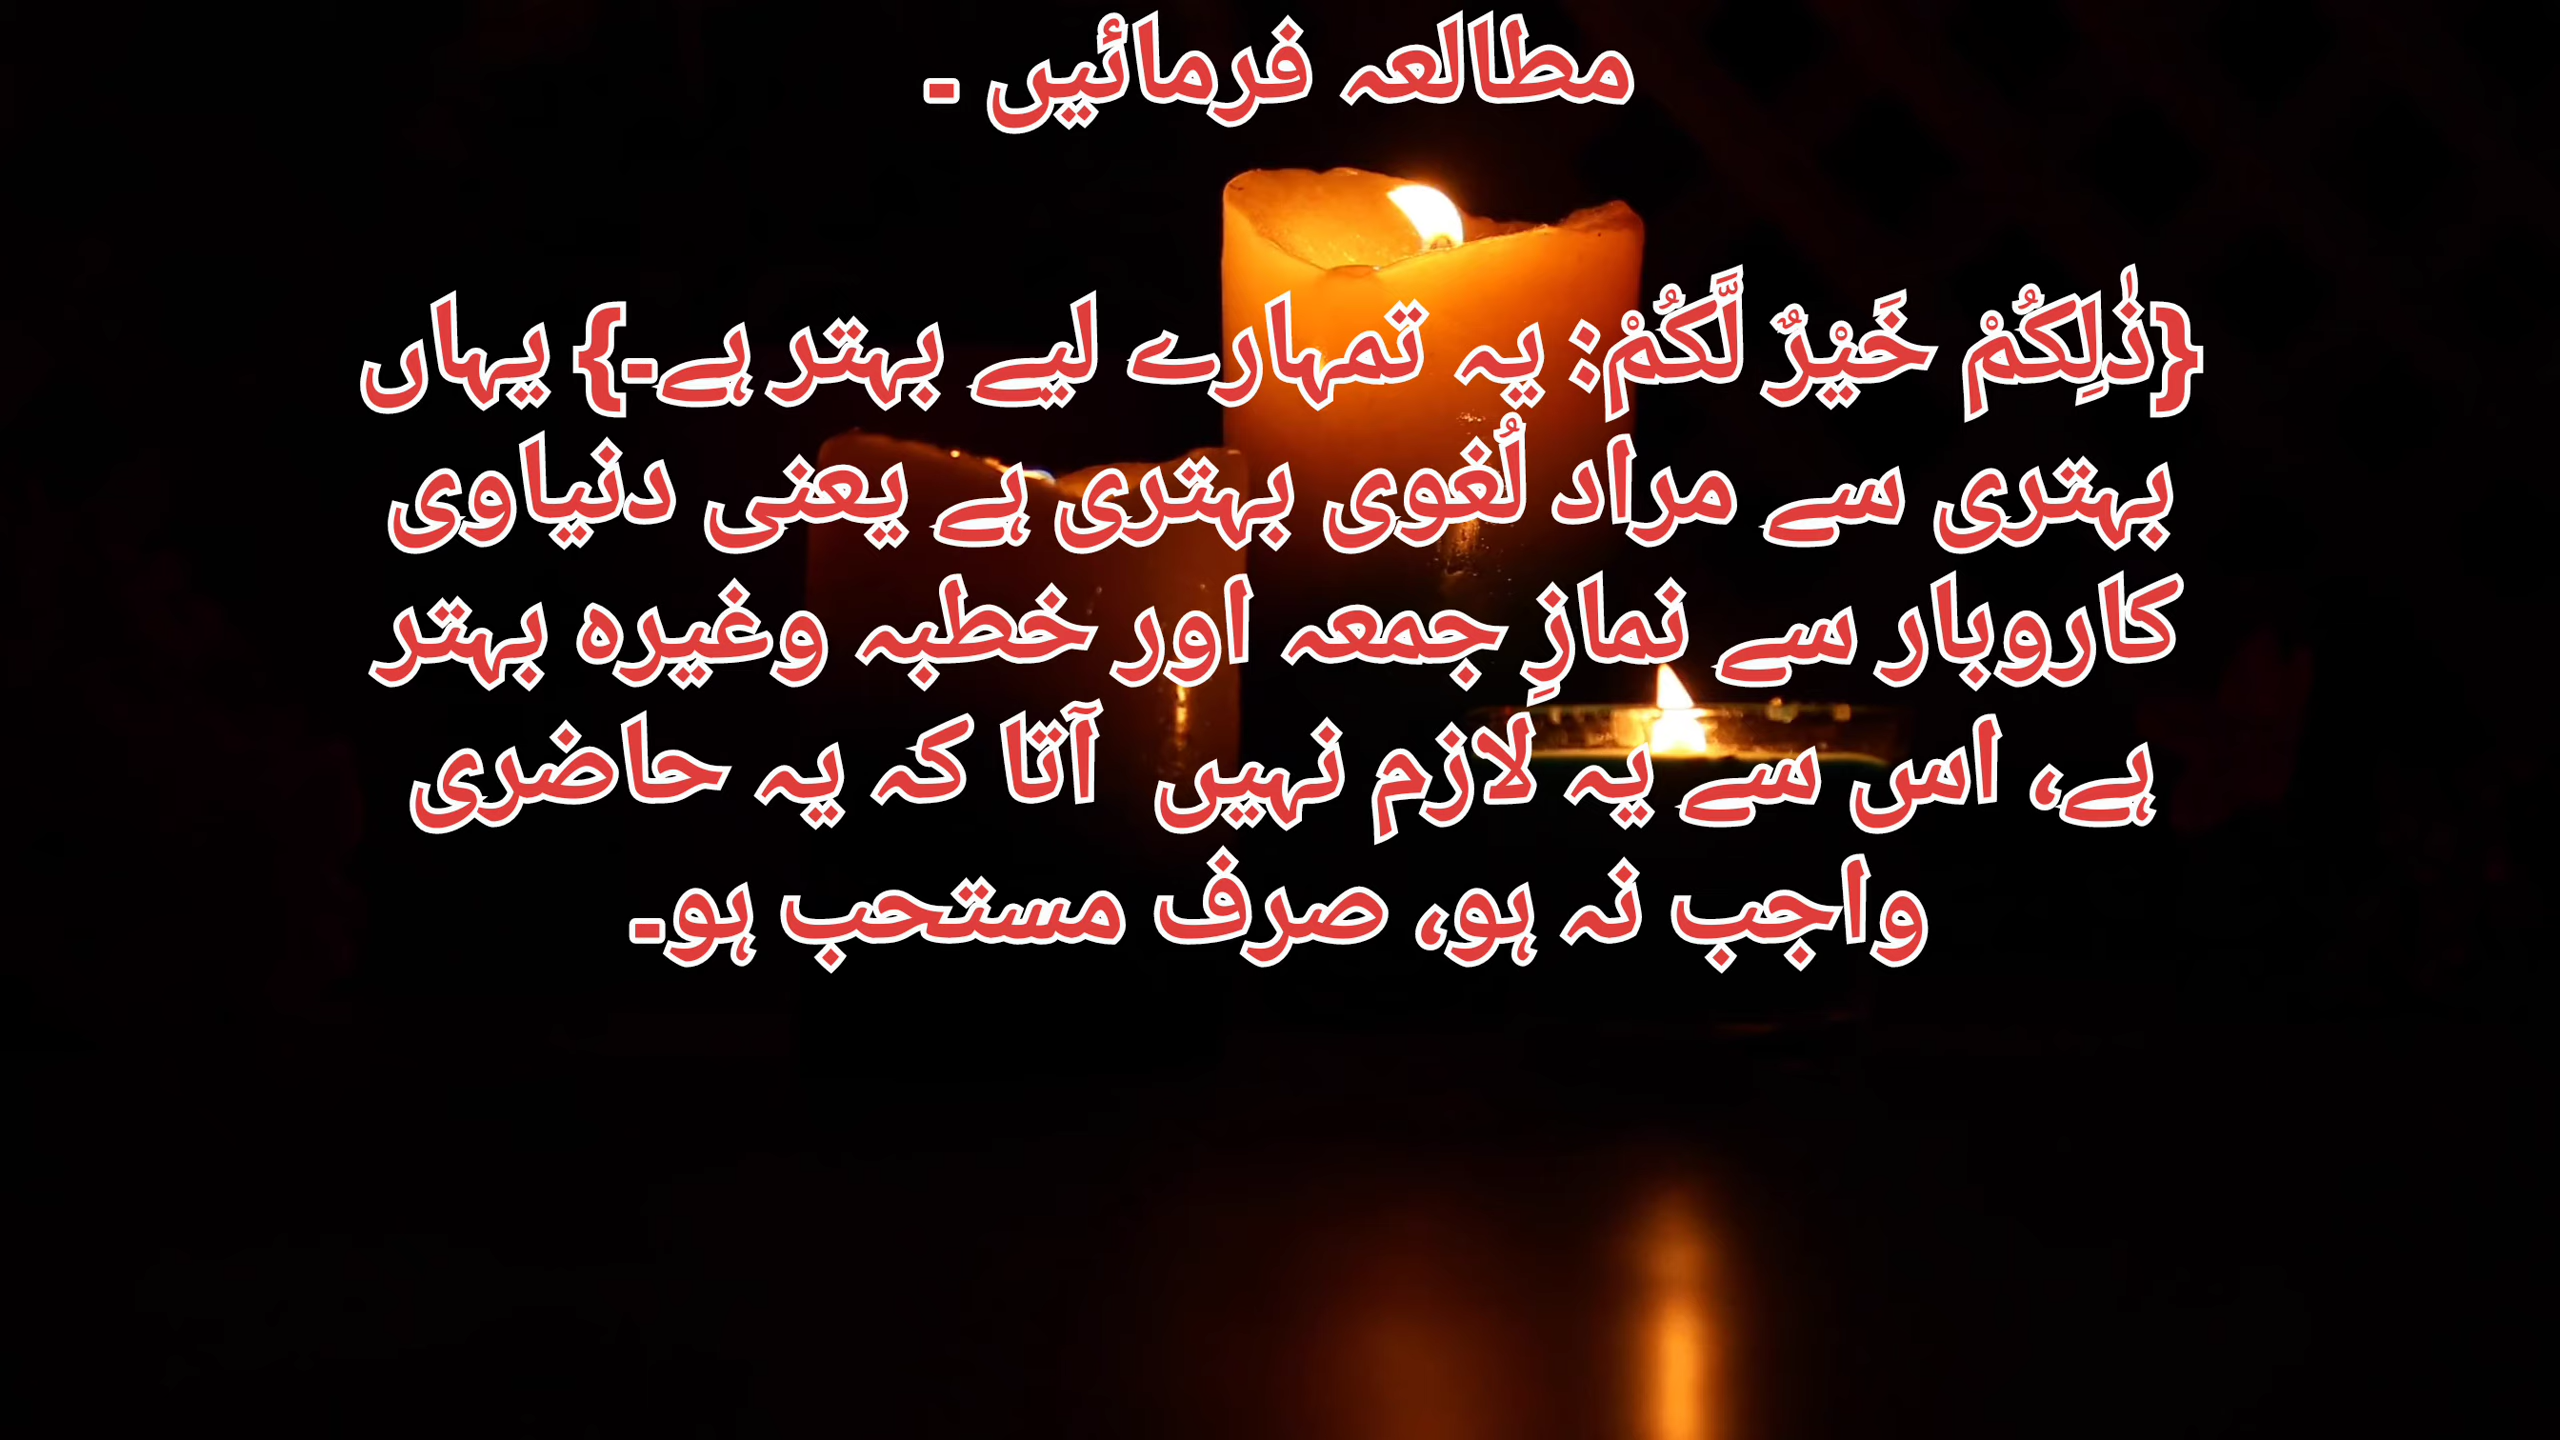 مطالعہ فرمائیں ۔
{ذٰلِكُمْ خَیْرٌ لَّكُمْ: یہ تمہارے لیے بہتر ہے۔} یہاں
بہتری سے مراد لُغوی بہتری ہے یعنی دنیاوی
کاروبار سے نمازِ جمعہ اور خطبہ وغیرہ بہتر
ہے، اس سے یہ لازم نہیں  آتا کہ یہ حاضری
واجب نہ ہو، صرف مستحب ہو۔